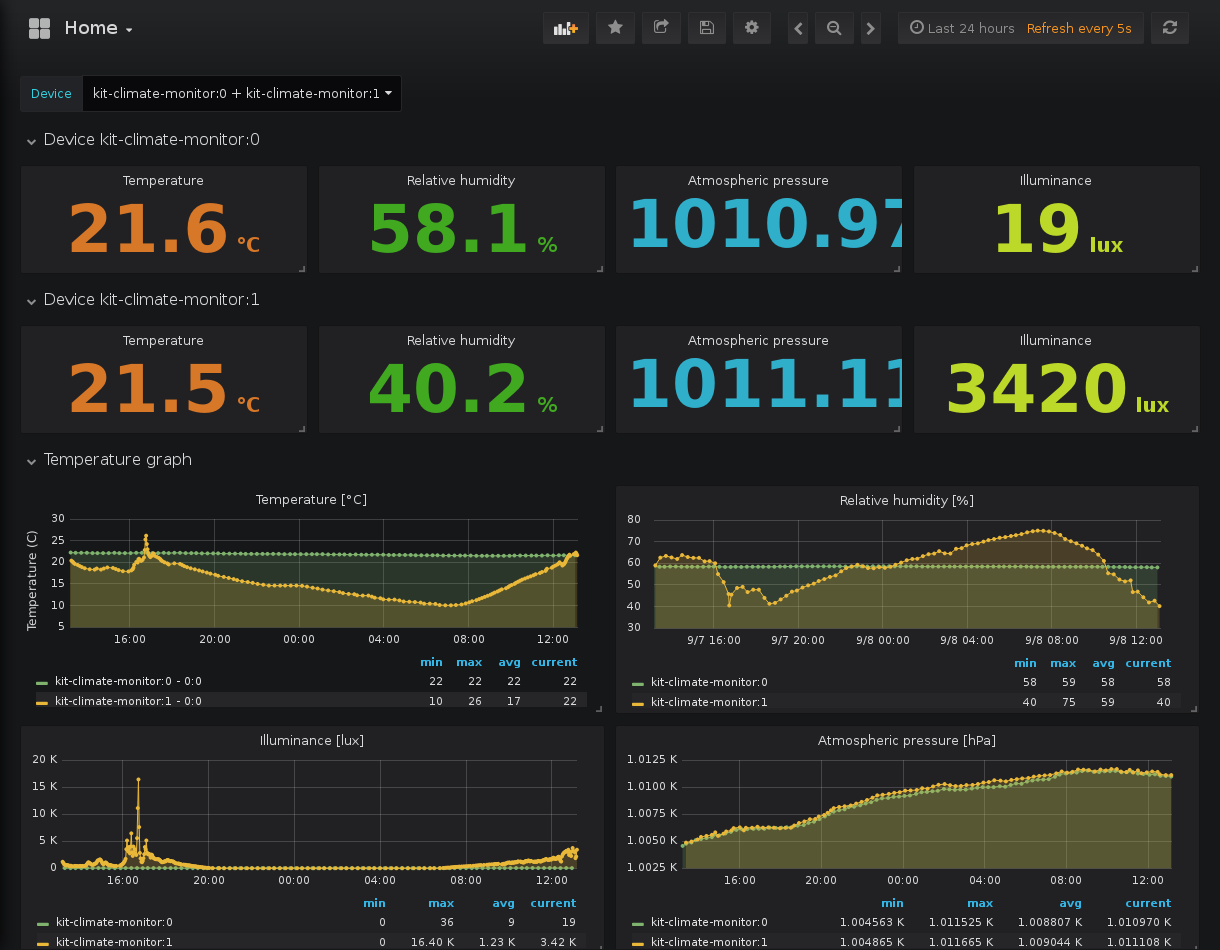 Home
Last 24 hours Refresh every 5s
Device kit-climate-monitor:0 + kit-climate-monitor:1
Device kit-climate-monitor:0
Temperature Relative humidity Atmospheric pressure Illuminance
21.6 °C 58.1 % 1010.97 19 lux
Device kit-climate-monitor:1
Temperature Relative humidity Atmospheric pressure Illuminance
21.5 °C 40.2 % 1011.11 3420 lux
Temperature graph
Temperature [°C]
Temperature (C)
30
25
20
15
10
5
16:00 20:00 00:00 04:00 08:00 12:00
min max avg current
kit-climate-monitor:0 - 0:0 22 22 22 22
kit-climate-monitor:1 - 0:0 10 26 17 22
Relative humidity [%]
80
70
60
50
40
30
9/7 16:00 9/7 20:00 9/8 00:00 9/8 04:00 9/8 08:00 9/8 12:00
min max avg current
kit-climate-monitor:0 58 59 58 58
kit-climate-monitor:1 40 75 59 40
Illuminance [lux]
20 K
15 K
10 K
5 K
0
16:00 20:00 00:00 04:00 08:00 12:00
min max avg current
kit-climate-monitor:0 0 36 9 19
kit-climate-monitor:1 0 16.40 K 1.23 K 3.42 K
Atmospheric pressure [hPa]
1.0125 K
1.0100 K
1.0075 K
1.0050 K
1.0025 K
16:00 20:00 00:00 04:00 08:00 12:00
min max avg current
kit-climate-monitor:0 1.004563 K 1.011525 K 1.008807 K 1.010970 K
kit-climate-monitor:1 1.004865 K 1.011665 K 1.009044 K 1.011108 K